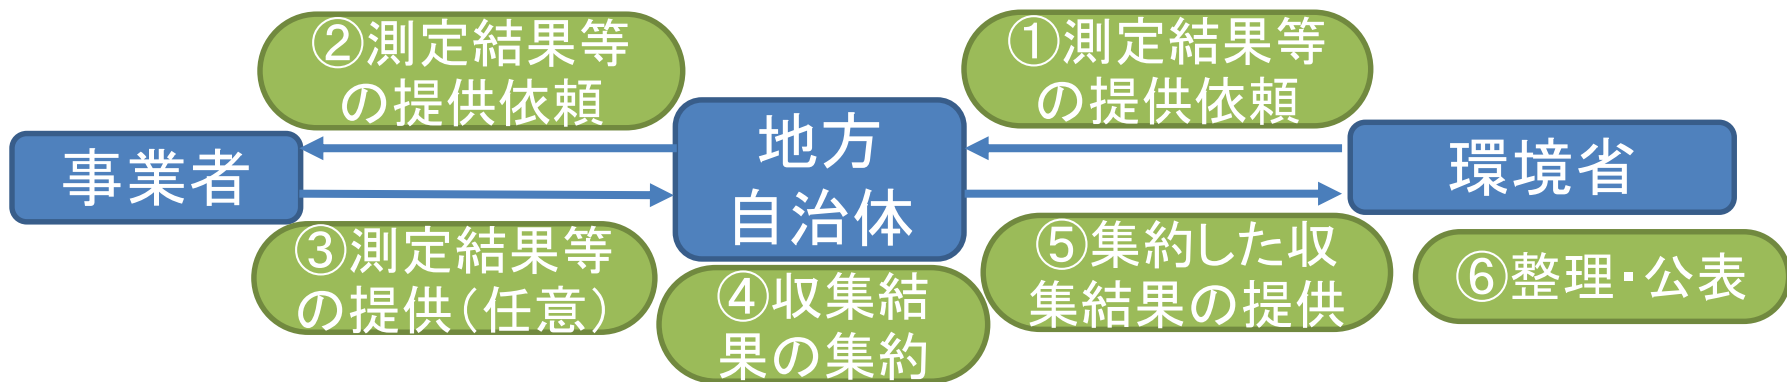 ②測定結果等
の提供依頼
①測定結果等
の提供依頼
事業者
地方
自治体
環境省
③測定結果等
の提供（任意）
④収集結
果の集約
⑤集約した収
集結果の提供
⑥整理・公表